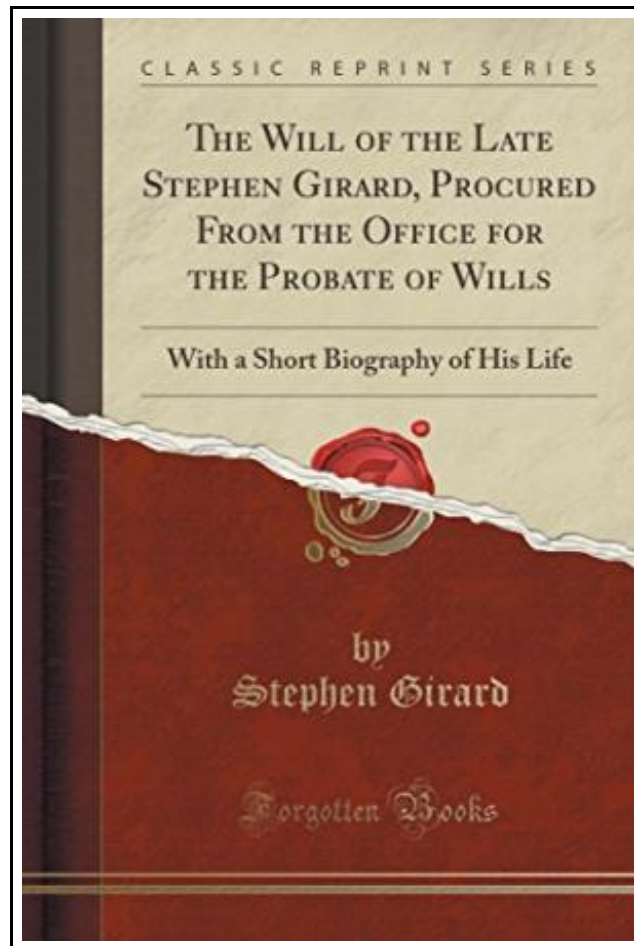 CLASSIC REPRINT SERIES
THE WILL OF THE LATE
STEPHEN GIRARD, PROCURED
FROM THE OFFICE FOR
THE PROBATE OF WILLS
With a Short Biography of His Life
by
Stephen Girard
Forgotten Books